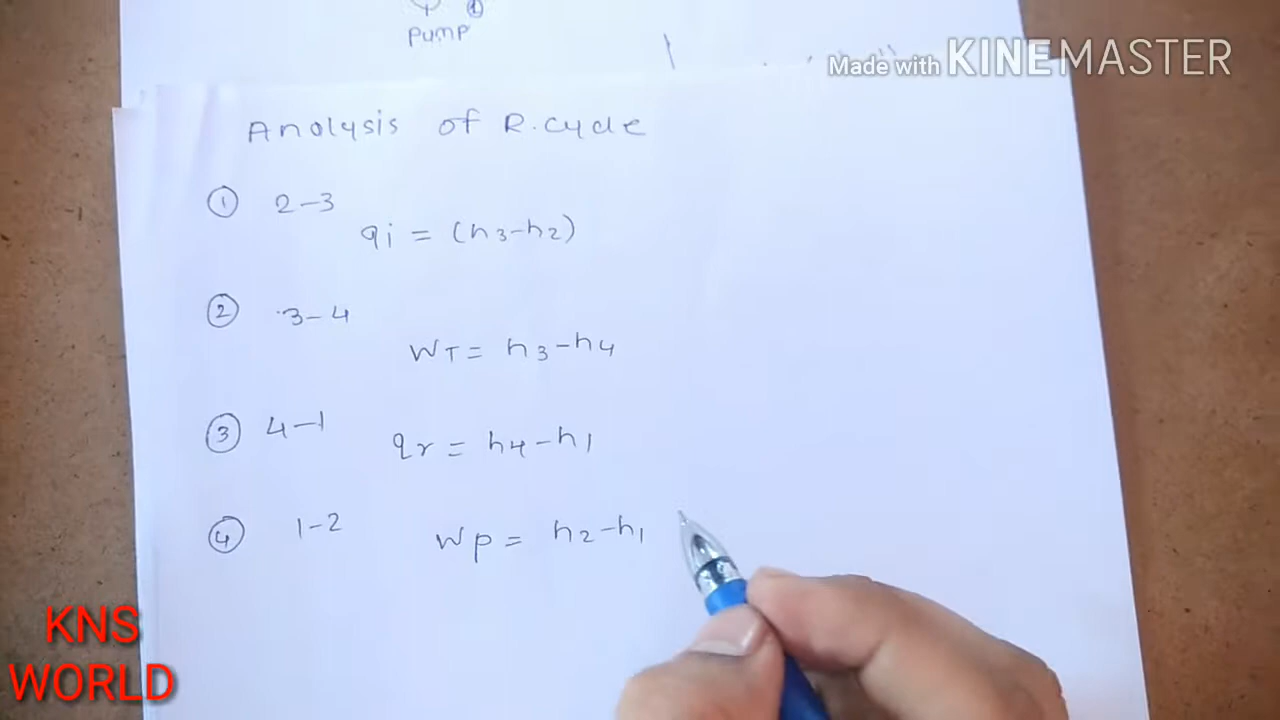 ①
Pump
Made with KINEMASTER
Analysis of R.cycle
① 2-3
qi = (h3-h2)
② 3-4
WT = h3-h4
③ 4-1 qr = h4-h1
④ 1-2 Wp = h2-h1
KNS
WORLD